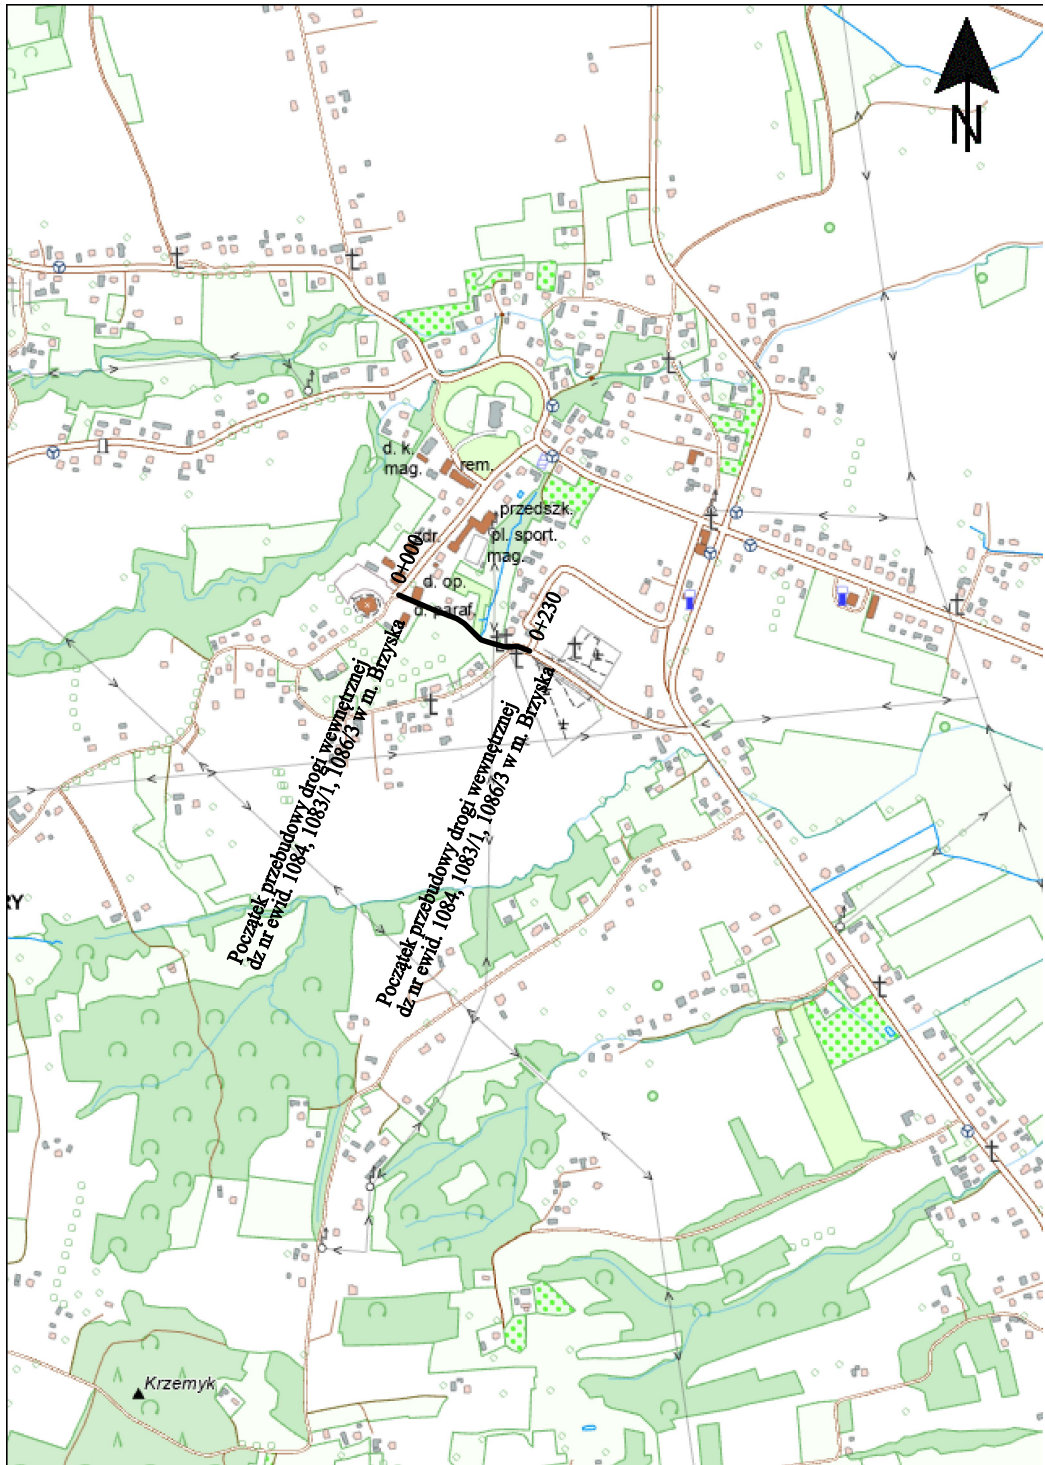 N
d. k.
mag.
rem.
przedszk.
pl. sport.
mag.
0+000
d. op.
d. paraf.
0+230
Początek przebudowy drogi wewnętrznej
dz nr ewid. 1084, 1083/1, 1086/3 w m. Brzyska
Początek przebudowy drogi wewnętrznej
dz nr ewid. 1084, 1083/1, 1086/3 w m. Brzyska
RY
Krzemyk